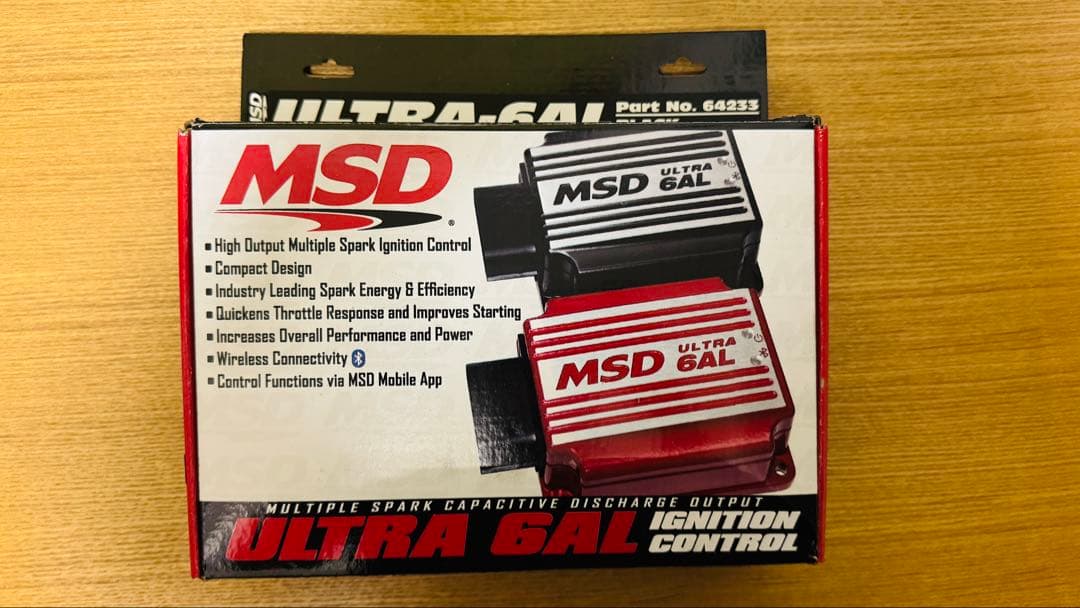 MSD
ULTRA-6AL
Part No. 64233
BLACK
MSD
®
▪ High Output Multiple Spark Ignition Control
▪ Compact Design
▪ Industry Leading Spark Energy & Efficiency
▪ Quickens Throttle Response and Improves Starting
▪ Increases Overall Performance and Power
▪ Wireless Connectivity
▪ Control Functions via MSD Mobile App
MSD ULTRA 6AL
MSD ULTRA 6AL
MULTIPLE SPARK CAPACITIVE DISCHARGE OUTPUT
ULTRA 6AL IGNITION CONTROL